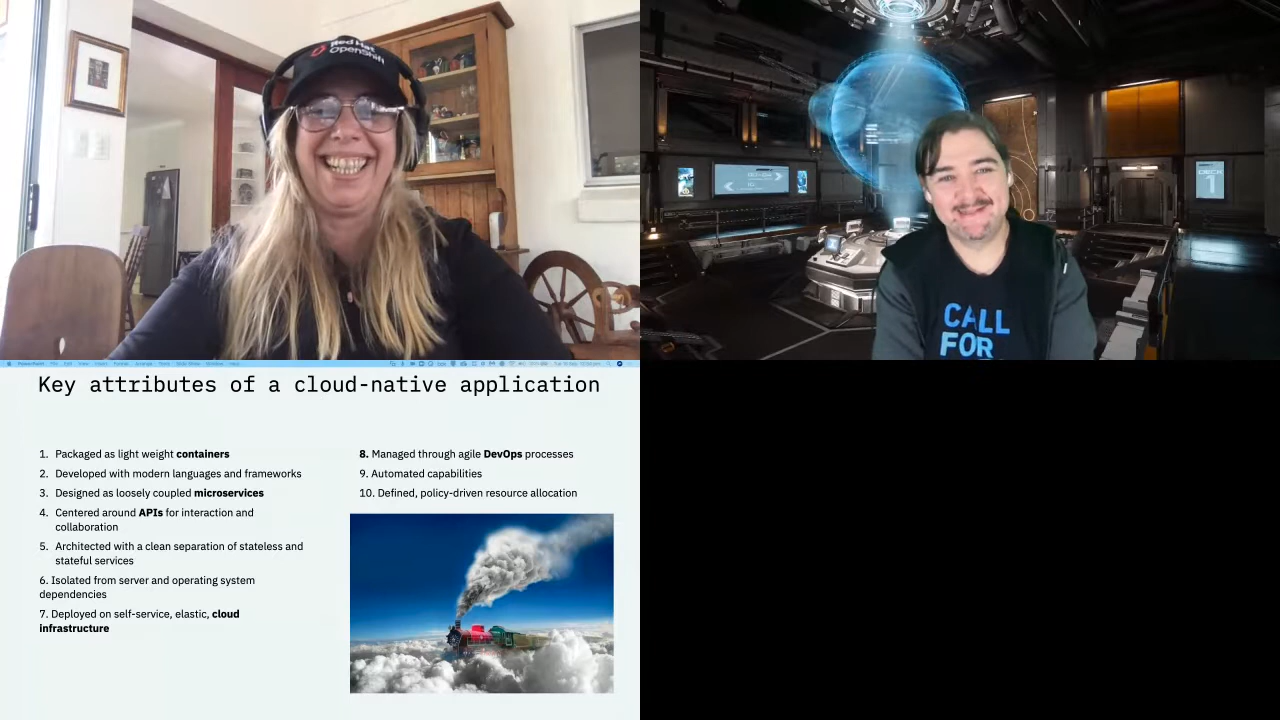 Red Hat
OpenShift
DECK
1
CALL
FOR
Key attributes of a cloud-native application
1. Packaged as light weight containers
2. Developed with modern languages and frameworks
3. Designed as loosely coupled microservices
4. Centered around APIs for interaction and
collaboration
5. Architected with a clean separation of stateless and
stateful services
6. Isolated from server and operating system
dependencies
7. Deployed on self-service, elastic, cloud
infrastructure
8. Managed through agile DevOps processes
9. Automated capabilities
10. Defined, policy-driven resource allocation